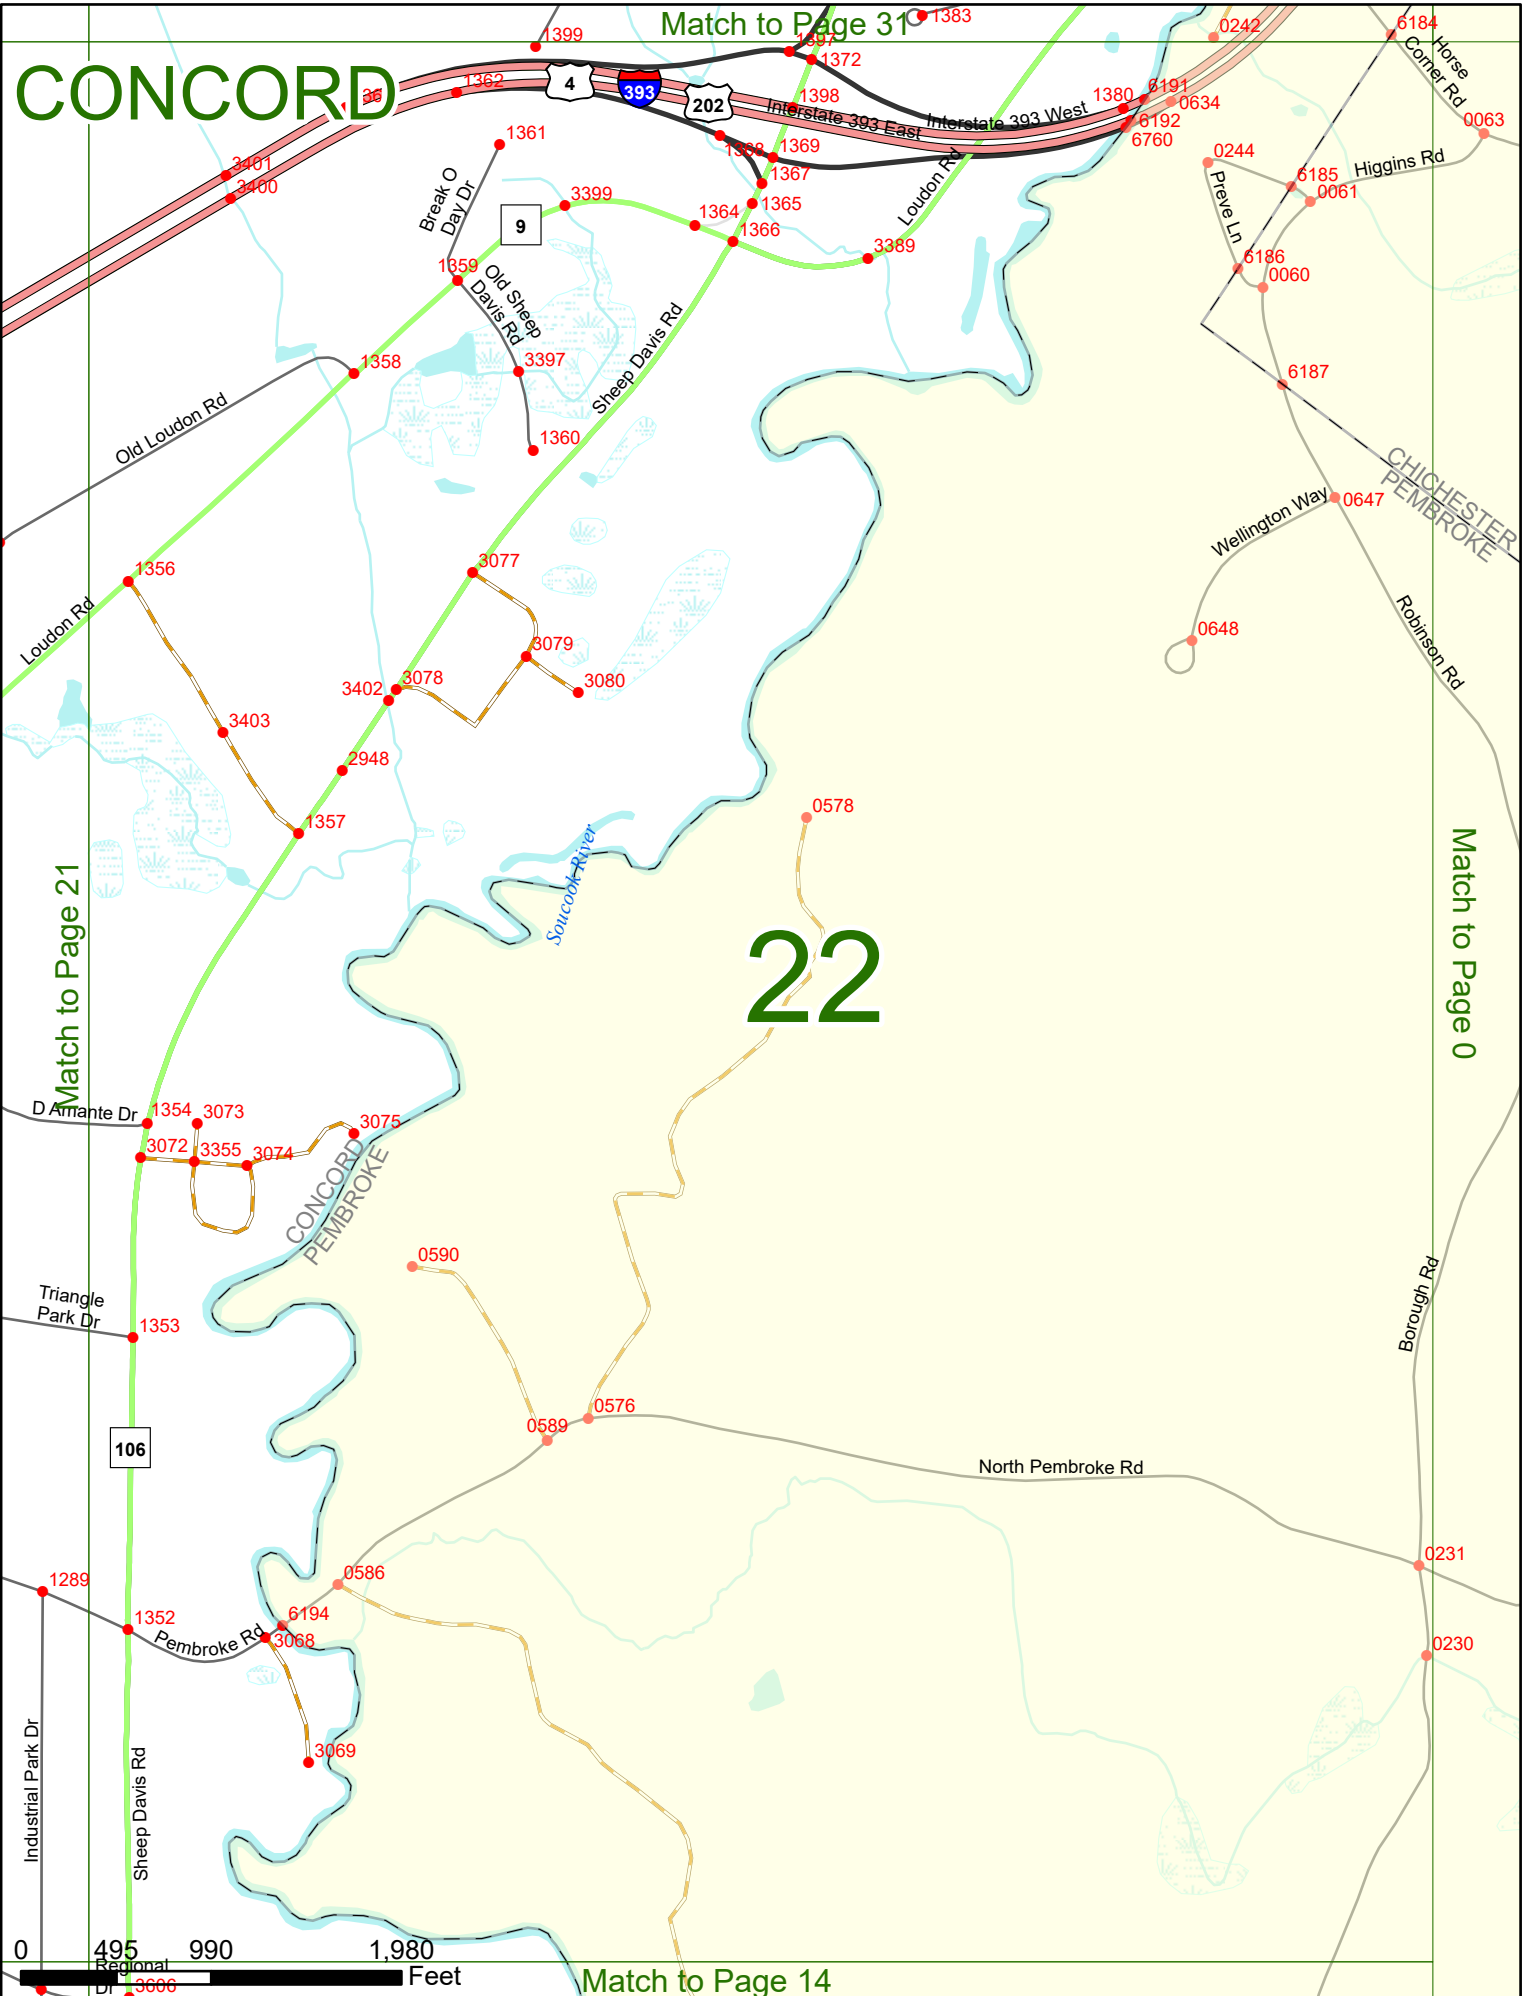 Match to Page 31
1383
1399
1397
1372
0242
6184
Horse
Corner Rd
CONCORD
1362
4
393
202
1398
Interstate 393 East
Interstate 393 West
1380
6191
0634
6192
6760
0063
1361
1368
1369
1367
0244
6185
0061
Higgins Rd
3401
3400
Break O
Day Dr
3399
9
1364
1365
1366
Loudon Rd
3389
Preve Ln
6186
0060
1359
Old Sheep
Davis Rd
Sheep Davis Rd
1358
3397
6187
Old Loudon Rd
1360
CHICHESTER
PEMBROKE
Wellington Way
0647
1356
3077
Loudon Rd
Robinson Rd
0648
3079
3078
3080
3402
3403
2948
1357
0578
Soucook River
Match to Page 21
Match to Page 0
22
D Amante Dr
1354
3073
3075
3072
3355
3074
CONCORD
PEMBROKE
0590
Triangle
Park Dr
1353
Borough Rd
0576
0589
106
North Pembroke Rd
0231
1289
0586
1352
6194
Pembroke Rd
3068
0230
3069
Industrial Park Dr
Sheep Davis Rd
0
495
990
1,980
Feet
Regional
Dr
3606
Match to Page 14